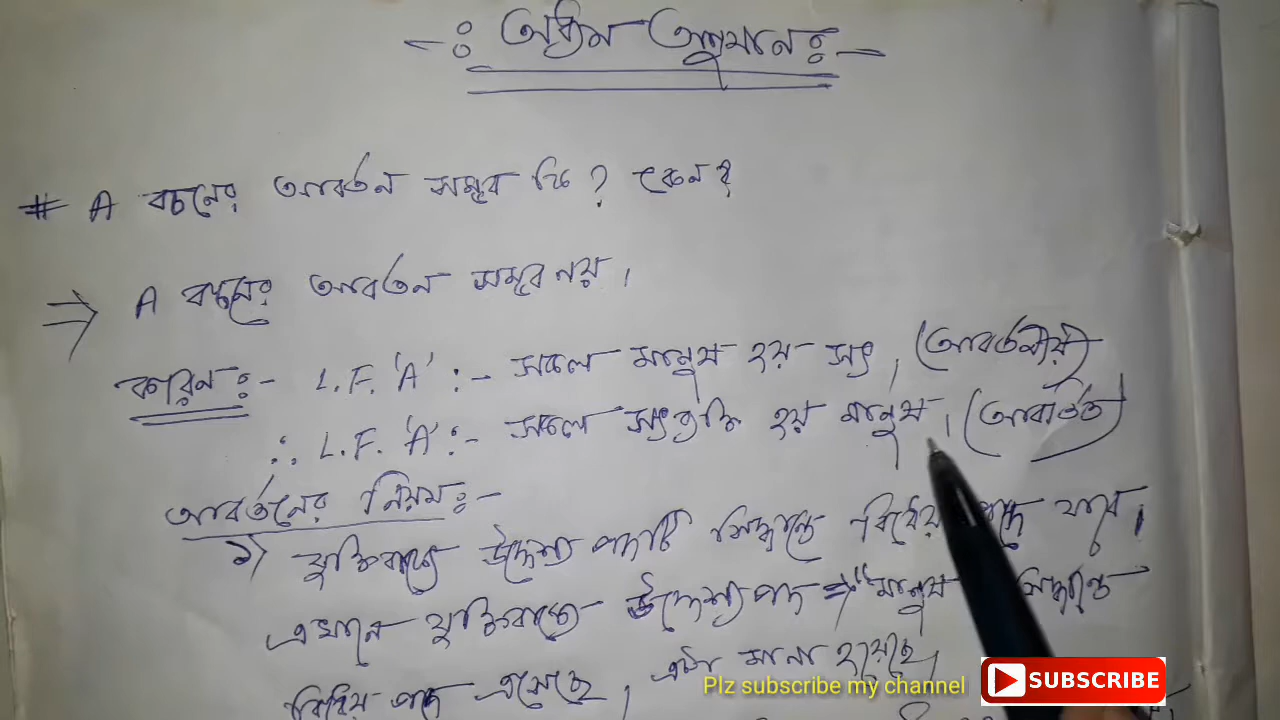 -: অমাধ্যম অনুমান :-
# A বচনের আবর্তন সম্ভব কি? কেন?
⇒ A বচনের আবর্তন সম্ভব নয়।
কারন :- L.F. 'A' :- সকল মানুষ হয় সৎ। (আবর্তনীয়)
∴ L.F. 'A' :- সকল সৎব্যক্তি হয় মানুষ। (আবর্তিত)
আবর্তনের নিয়ম :-
১) যুক্তিবাক্যে উদ্দেশ্য পদটি সিদ্ধান্তে বিধেয় পদে যাবে।
এখানে যুক্তিবাক্যে উদ্দেশ্য পদ "মানুষ সিদ্ধান্তে
বিধেয় পদে এসেছে, এটা মানা হয়েছে।
Plz subscribe my channel
SUBSCRIBE